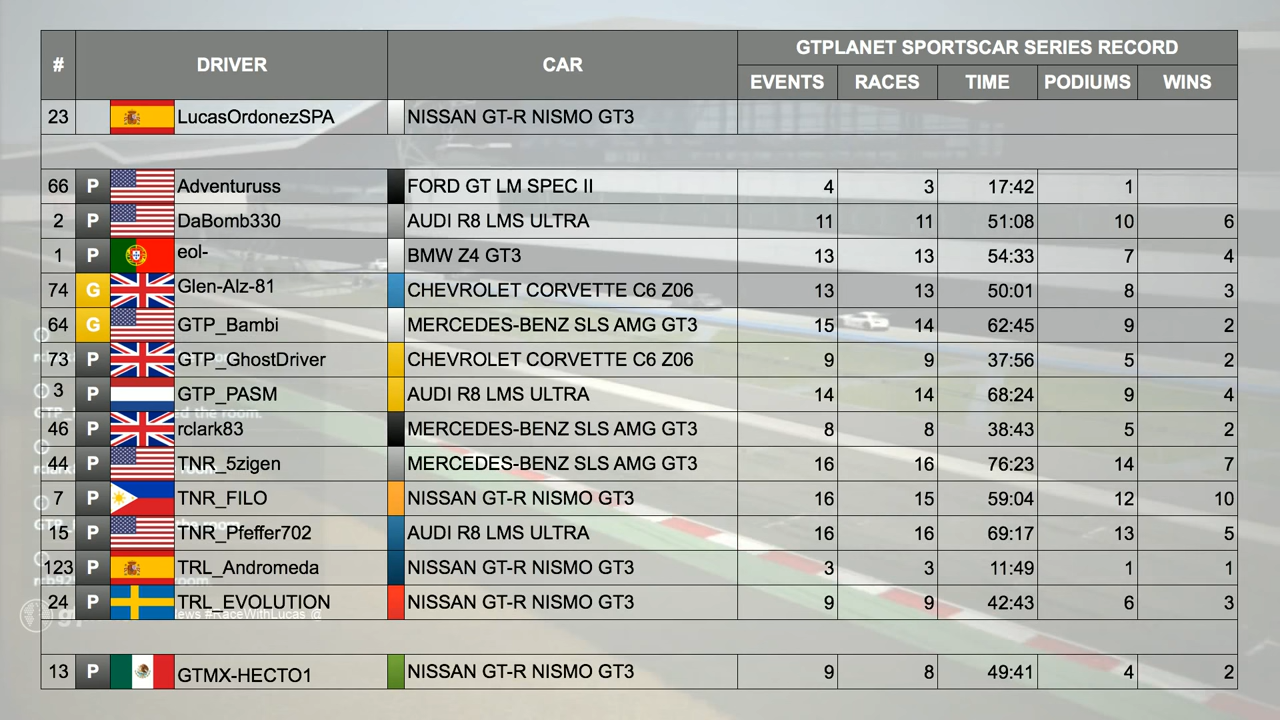 # DRIVER CAR GTPLANET SPORTSCAR SERIES RECORD
EVENTS RACES TIME PODIUMS WINS
23 LucasOrdonezSPA NISSAN GT-R NISMO GT3
66 P Adventuruss FORD GT LM SPEC II 4 3 17:42 1
2 P DaBomb330 AUDI R8 LMS ULTRA 11 11 51:08 10 6
1 P eol- BMW Z4 GT3 13 13 54:33 7 4
74 G Glen-Alz-81 CHEVROLET CORVETTE C6 Z06 13 13 50:01 8 3
64 G GTP_Bambi MERCEDES-BENZ SLS AMG GT3 15 14 62:45 9 2
73 P GTP_GhostDriver CHEVROLET CORVETTE C6 Z06 9 9 37:56 5 2
3 P GTP_PASM AUDI R8 LMS ULTRA 14 14 68:24 9 4
ed the room.
46 P rclark83 MERCEDES-BENZ SLS AMG GT3 8 8 38:43 5 2
44 P TNR_5zigen MERCEDES-BENZ SLS AMG GT3 16 16 76:23 14 7
7 P TNR_FILO NISSAN GT-R NISMO GT3 16 15 59:04 12 10
15 P TNR_Pfeffer702 AUDI R8 LMS ULTRA 16 16 69:17 13 5
123 P TRL_Andromeda NISSAN GT-R NISMO GT3 3 3 11:49 1 1
room.
24 P TRL_EVOLUTION NISSAN GT-R NISMO GT3 9 9 42:43 6 3
ews #RaceWithLucas @
13 P GTMX-HECTO1 NISSAN GT-R NISMO GT3 9 8 49:41 4 2